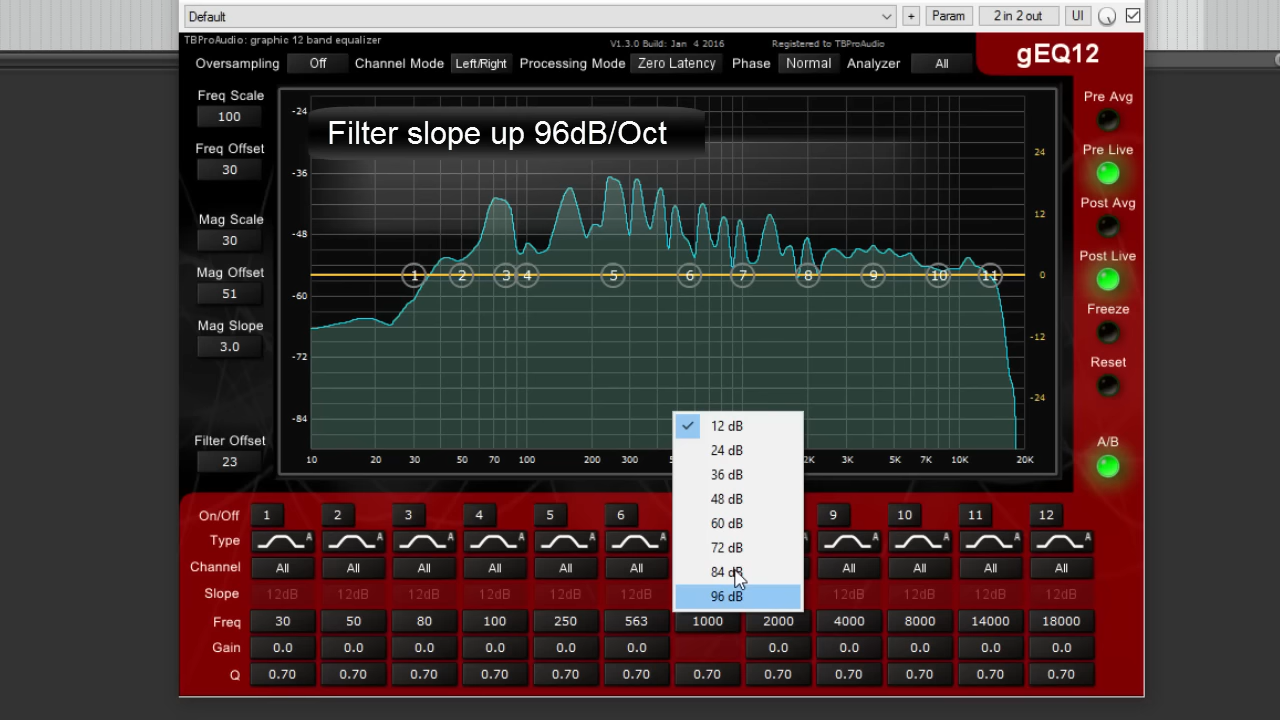 Default
+
Param
2 in 2 out
UI
TBProAudio: graphic 12 band equalizer
V1.3.0 Build: Jan 4 2016
Registered to TBProAudio
gEQ12
Oversampling
Off
Channel Mode
Left/Right
Processing Mode
Zero Latency
Phase
Normal
Analyzer
All
Freq Scale
100
Freq Offset
30
Mag Scale
30
Mag Offset
51
Mag Slope
3.0
Filter Offset
23
Filter slope up 96dB/Oct
-24
-36
-48
-60
-72
-84
24
12
0
-12
-24
1 2 3 4 5 6 7 8 9 10 11
10 20 30 50 70 100 200 300 2K 3K 5K 7K 10K 20K
Pre Avg
Pre Live
Post Avg
Post Live
Freeze
Reset
A/B
12 dB
24 dB
36 dB
48 dB
60 dB
72 dB
84 dB
96 dB
On/Off 1 2 3 4 5 6 9 10 11 12
Type A A A A A A A A A A
Channel All All All All All All All All All All
Slope 12dB 12dB 12dB 12dB 12dB 12dB 12dB 12dB 12dB 12dB
Freq 30 50 80 100 250 563 1000 2000 4000 8000 14000 18000
Gain 0.0 0.0 0.0 0.0 0.0 0.0 0.0 0.0 0.0 0.0 0.0
Q 0.70 0.70 0.70 0.70 0.70 0.70 0.70 0.70 0.70 0.70 0.70 0.70